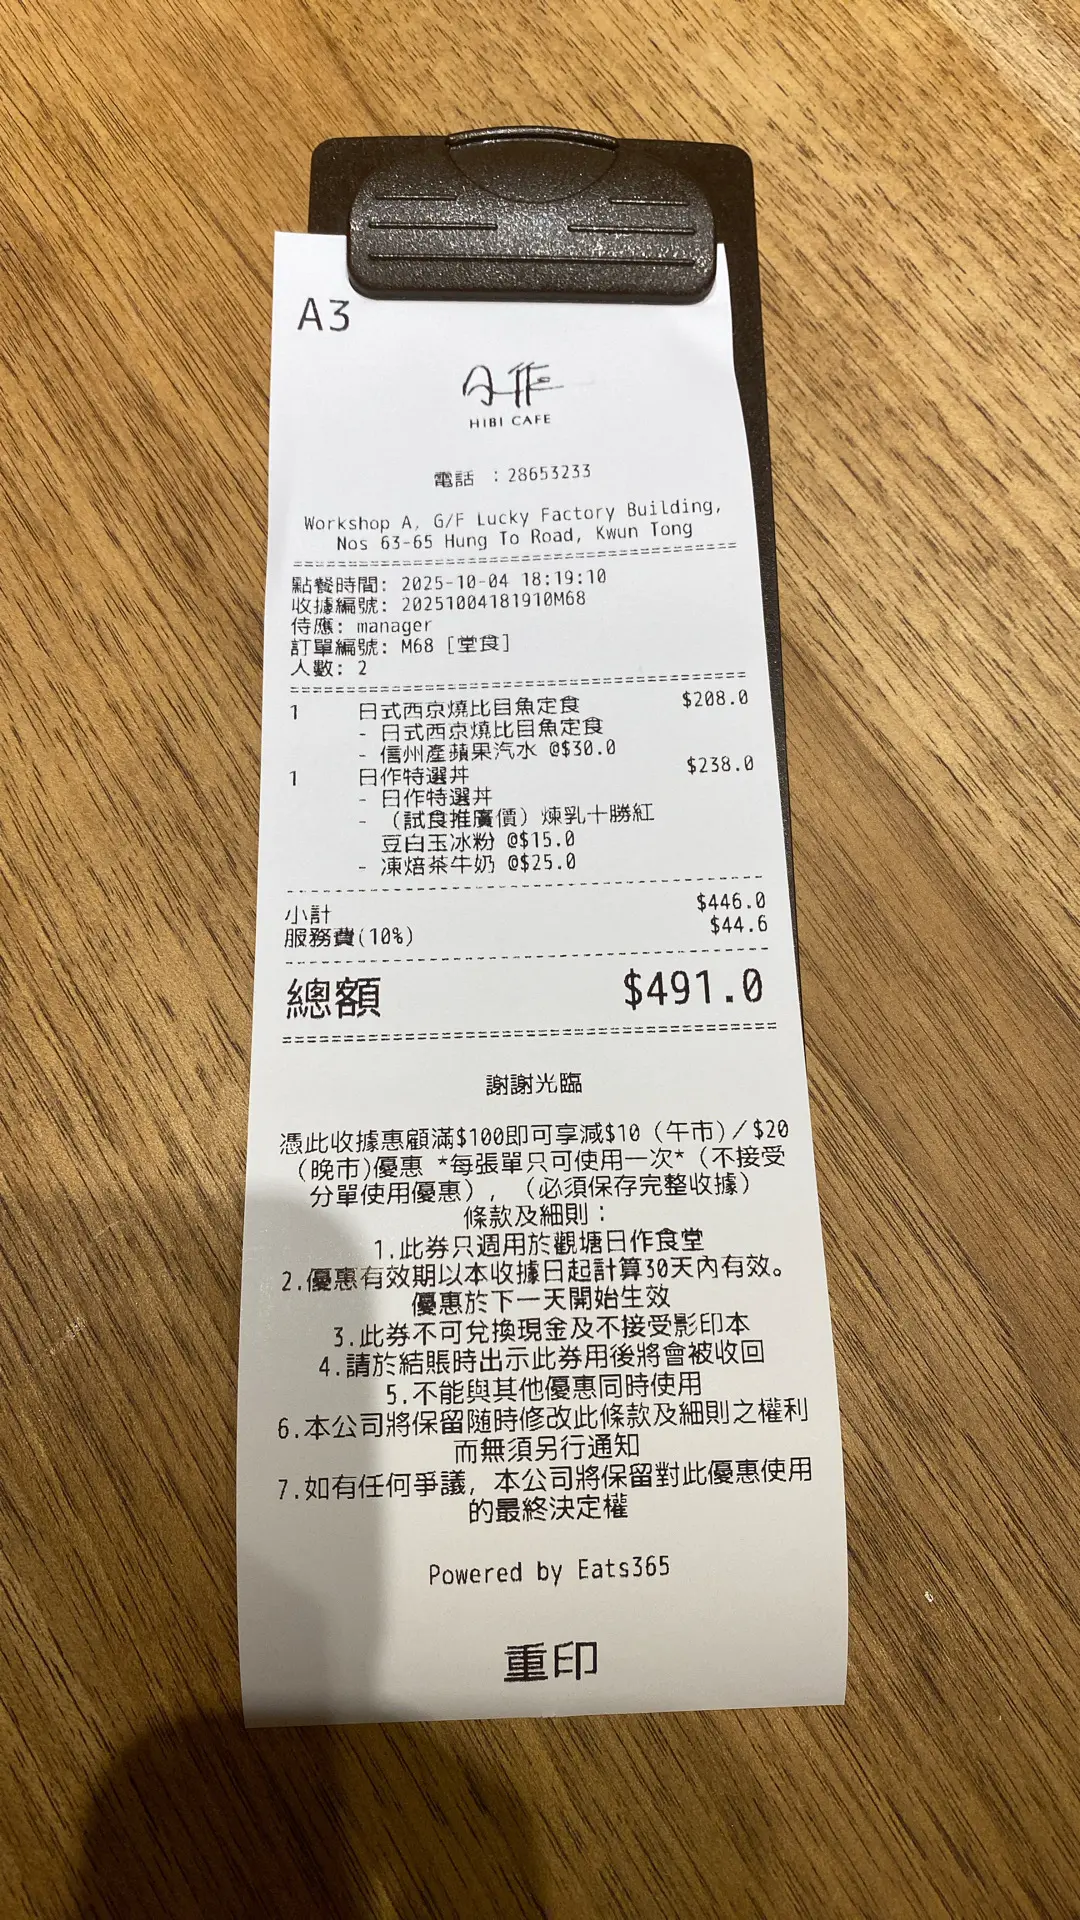 A3
日作
HIBI CAFE
電話 ：28653233
Workshop A, G/F Lucky Factory Building,
Nos 63-65 Hung To Road, Kwun Tong
點餐時間: 2025-10-04 18:19:10
收據編號: 20251004181910M68
侍應: manager
訂單編號: M68 [堂食]
人數: 2
1 日式西京燒比目魚定食 $208.0
- 日式西京燒比目魚定食
- 信州產蘋果汽水 @$30.0
1 日作特選丼 $238.0
- 日作特選丼
- （試食推廣價）煉乳十勝紅
豆白玉冰粉 @$15.0
- 凍焙茶牛奶 @$25.0
小計 $446.0
服務費(10%) $44.6
總額 $491.0
謝謝光臨
憑此收據惠顧滿$100即可享減$10（午市）／$20
（晚市)優惠 *每張單只可使用一次*（不接受
分單使用優惠），（必須保存完整收據）
條款及細則：
1.此券只週用於觀塘日作食堂
2.優惠有效期以本收據日起計算30天內有效。
優惠於下一天開始生效
3.此券不可兌換現金及不接受影印本
4.請於結賬時出示此券用後將會被收回
5.不能與其他優惠同時使用
6.本公司將保留隨時修改此條款及細則之權利
而無須另行通知
7.如有任何爭議，本公司將保留對此優惠使用
的最終決定權
Powered by Eats365
重印